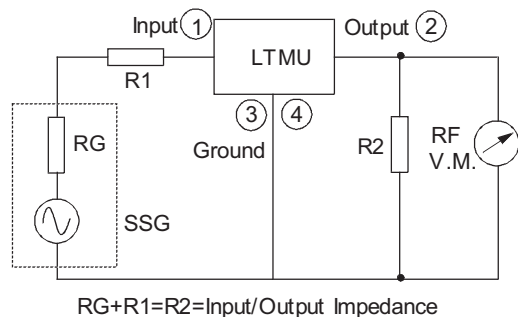 Input ① Output ②
LTMU
R1
③ ④
Ground
RG
R2
RF
V.M.
SSG
RG+R1=R2=Input/Output Impedance